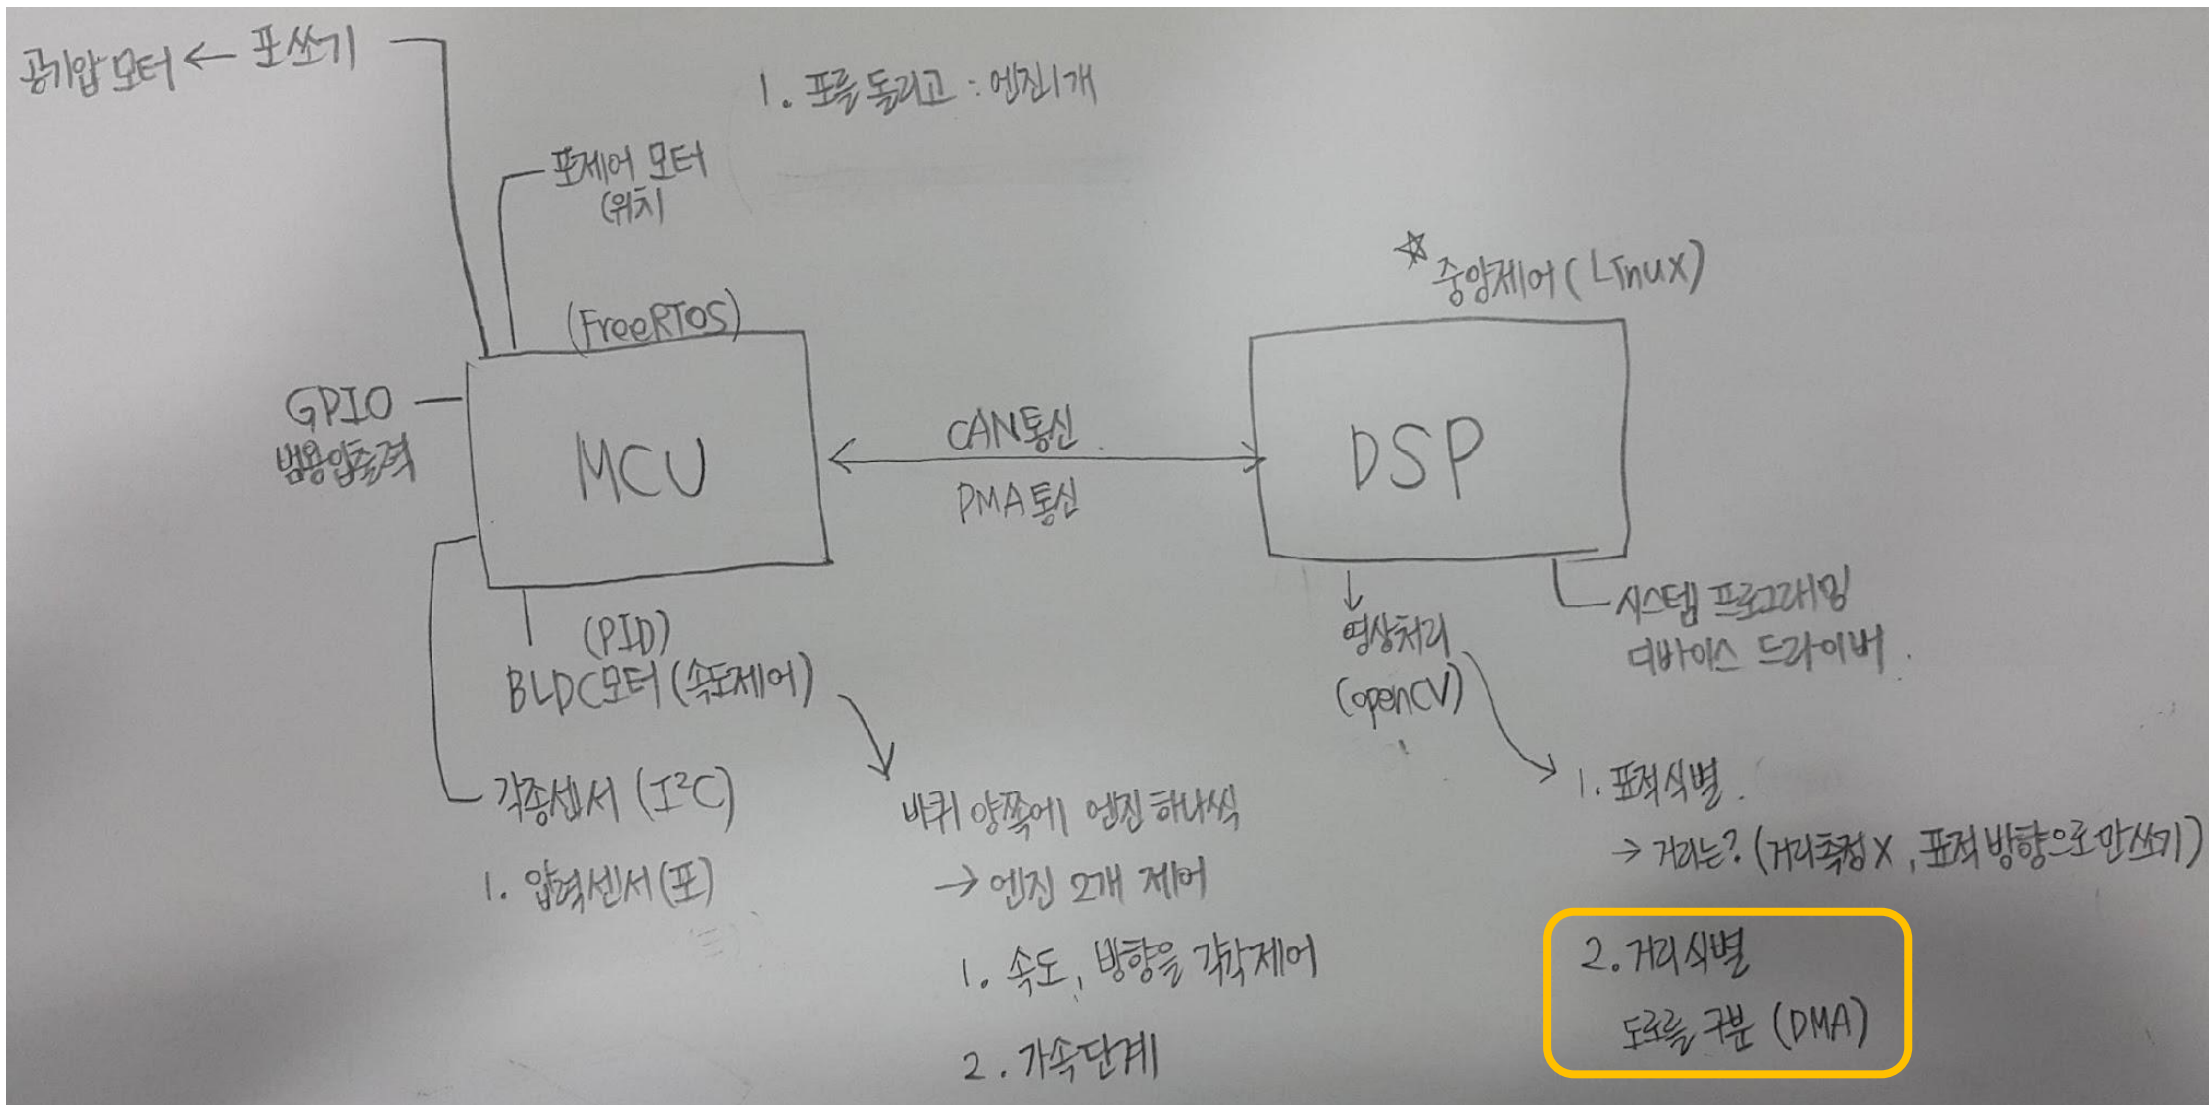 공기압 모터 ← 포 쏘기
1. 포를 돌리고 : 엔진1개
포제어 모터
(위치
☆ 중앙제어 (Linux)
(FreeRTOS)
GPIO
범용입출력
MCU
CAN통신
DMA통신
DSP
(PID)
BLDC모터 (속도제어)
영상처리
(openCV)
시스템 프로그래밍
디바이스 드라이버.
각종센서 (I²C)
1. 압력센서(포)
바퀴 양쪽에 엔진 하나씩
→ 엔진 2개 제어
1. 속도, 방향을 각각제어
2. 가속단계
1. 표적식별.
→ 거리는? (거리측정 X, 표적 방향으로만 쏘기)
2. 거리식별
도로를 구분 (DMA)